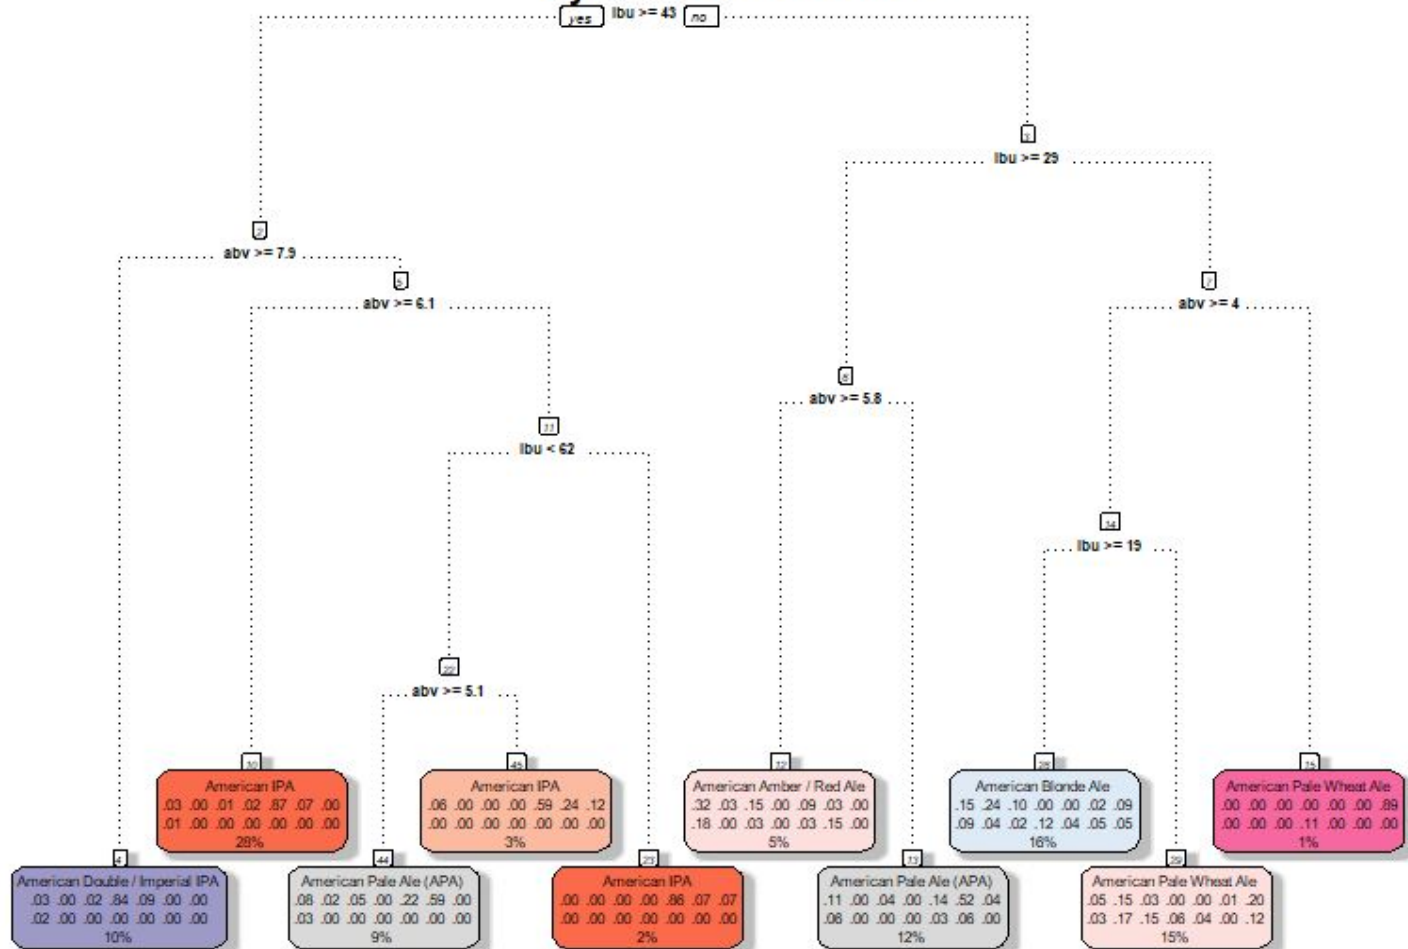 yes Ibu >= 43 no
3
Ibu >= 29
2
abv >= 7.9
5
abv >= 6.1
7
abv >= 4
6
abv >= 5.8
11
Ibu < 62
14
Ibu >= 19
22
abv >= 5.1
10
American IPA
.03 .00 .01 .02 .87 .07 .00
.01 .00 .00 .00 .00 .00 .00
28%
45
American IPA
.06 .00 .00 .00 .59 .24 .12
.00 .00 .00 .00 .00 .00 .00
3%
12
American Amber / Red Ale
.32 .03 .15 .00 .09 .03 .00
.18 .00 .03 .00 .03 .15 .00
5%
28
American Blonde Ale
.15 .24 .10 .00 .00 .02 .09
.09 .04 .02 .12 .04 .05 .05
16%
15
American Pale Wheat Ale
.00 .00 .00 .00 .00 .00 .89
.00 .00 .00 .11 .00 .00 .00
1%
4
American Double / Imperial IPA
.03 .00 .02 .84 .09 .00 .00
.02 .00 .00 .00 .00 .00 .00
10%
44
American Pale Ale (APA)
.08 .02 .05 .00 .22 .59 .00
.03 .00 .00 .00 .00 .00 .00
9%
23
American IPA
.00 .00 .00 .00 .86 .07 .07
.00 .00 .00 .00 .00 .00 .00
2%
13
American Pale Ale (APA)
.11 .00 .04 .00 .14 .52 .04
.06 .00 .00 .00 .03 .06 .00
12%
29
American Pale Wheat Ale
.05 .15 .03 .00 .00 .01 .20
.03 .17 .15 .06 .04 .00 .12
15%